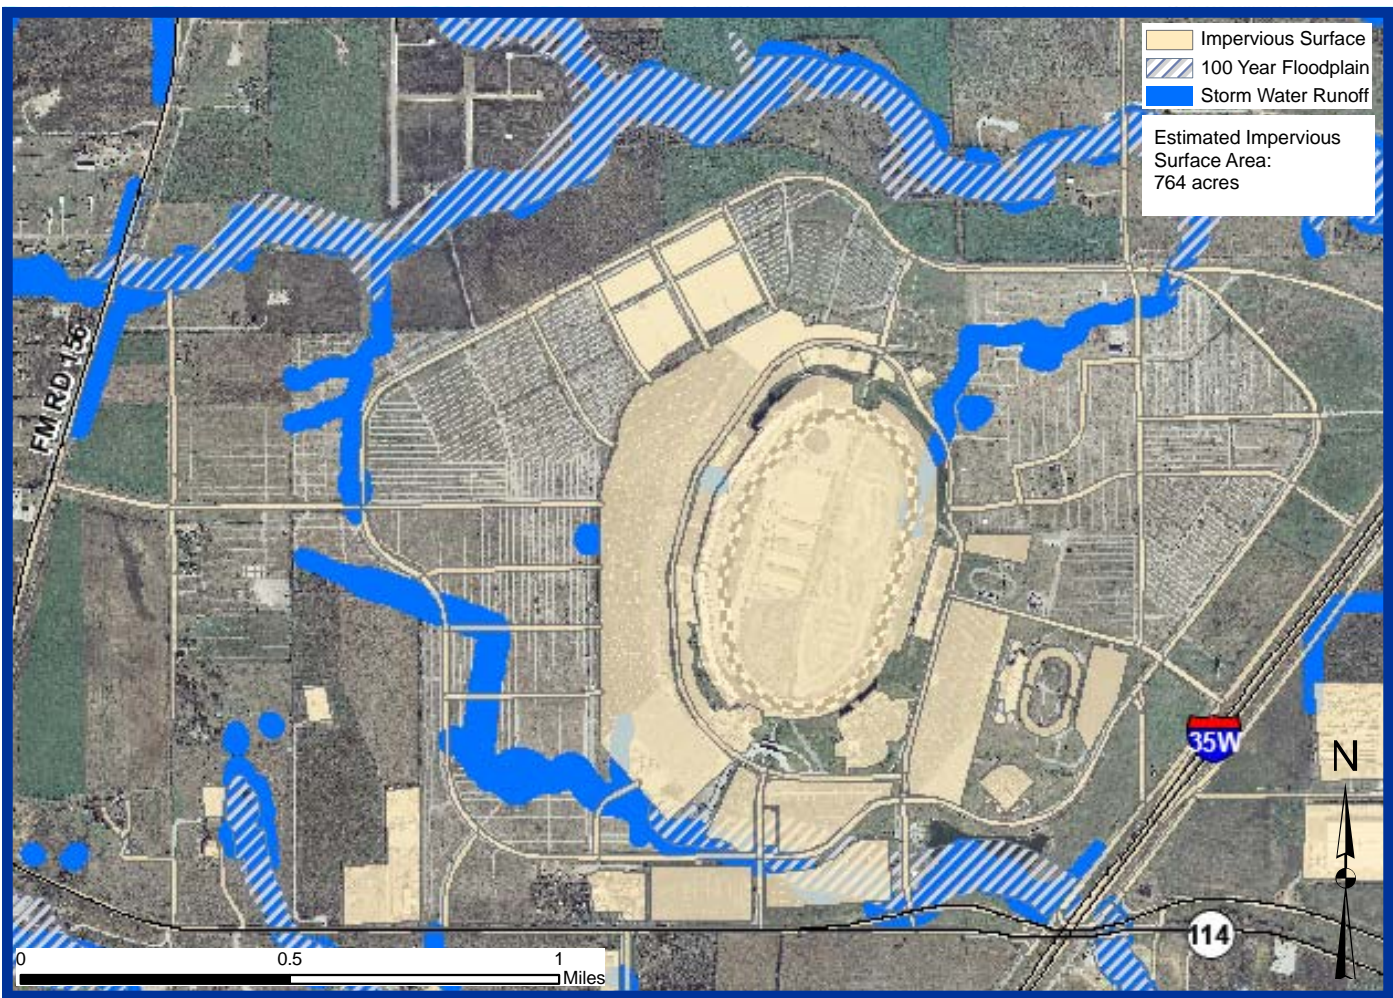 Impervious Surface
100 Year Floodplain
Storm Water Runoff
Estimated Impervious
Surface Area:
764 acres
FM RD 156
35W
N
114
0 0.5 1
Miles